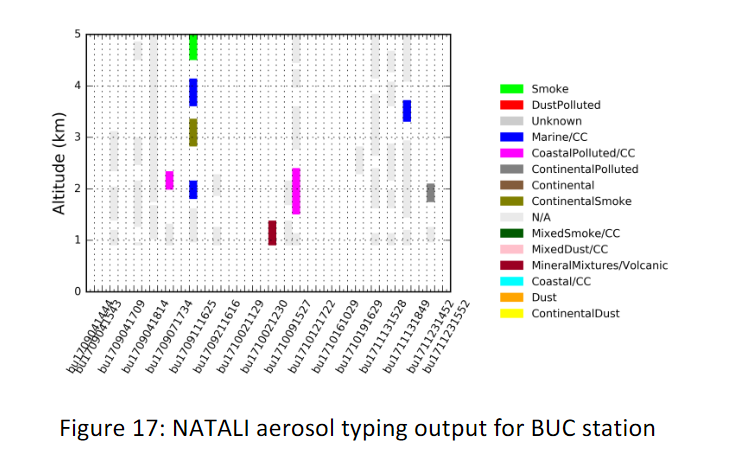 5
4
3
2
1
0
Altitude (km)
bu1709041444
bu1709041543
bu1709041709
bu1709041814
bu1709071734
bu1709111625
bu1709211616
bu1710021129
bu1710021230
bu1710091527
bu1710121722
bu1710161029
bu1710191629
bu1711131528
bu1711131849
bu1711231452
bu1711231552
Smoke
DustPolluted
Unknown
Marine/CC
CoastalPolluted/CC
ContinentalPolluted
Continental
ContinentalSmoke
N/A
MixedSmoke/CC
MixedDust/CC
MineralMixtures/Volcanic
Coastal/CC
Dust
ContinentalDust
Figure 17: NATALI aerosol typing output for BUC station